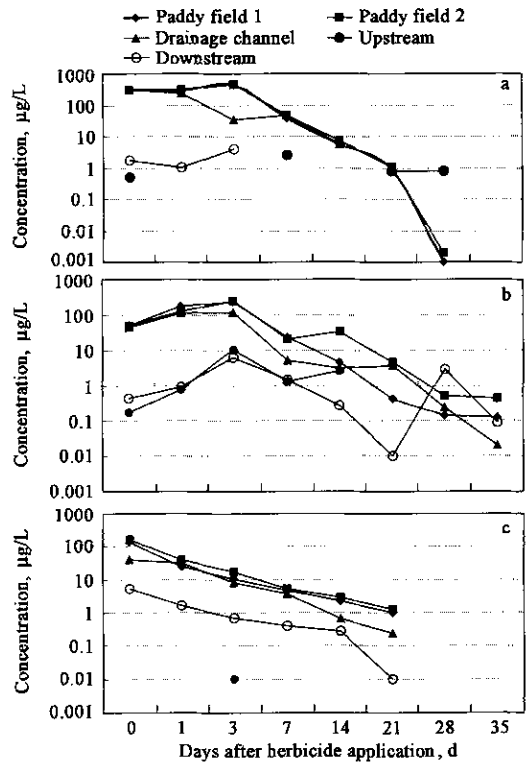 Paddy field 1 Paddy field 2
Drainage channel Upstream
Downstream
Concentration, μg/L
1000
100
10
1
0.1
0.01
0.001
a
Concentration, μg/L
1000
100
10
1
0.1
0.01
0.001
b
Concentration, μg/L
1000
100
10
1
0.1
0.01
0.001
c
0 1 3 7 14 21 28 35
Days after herbicide application, d